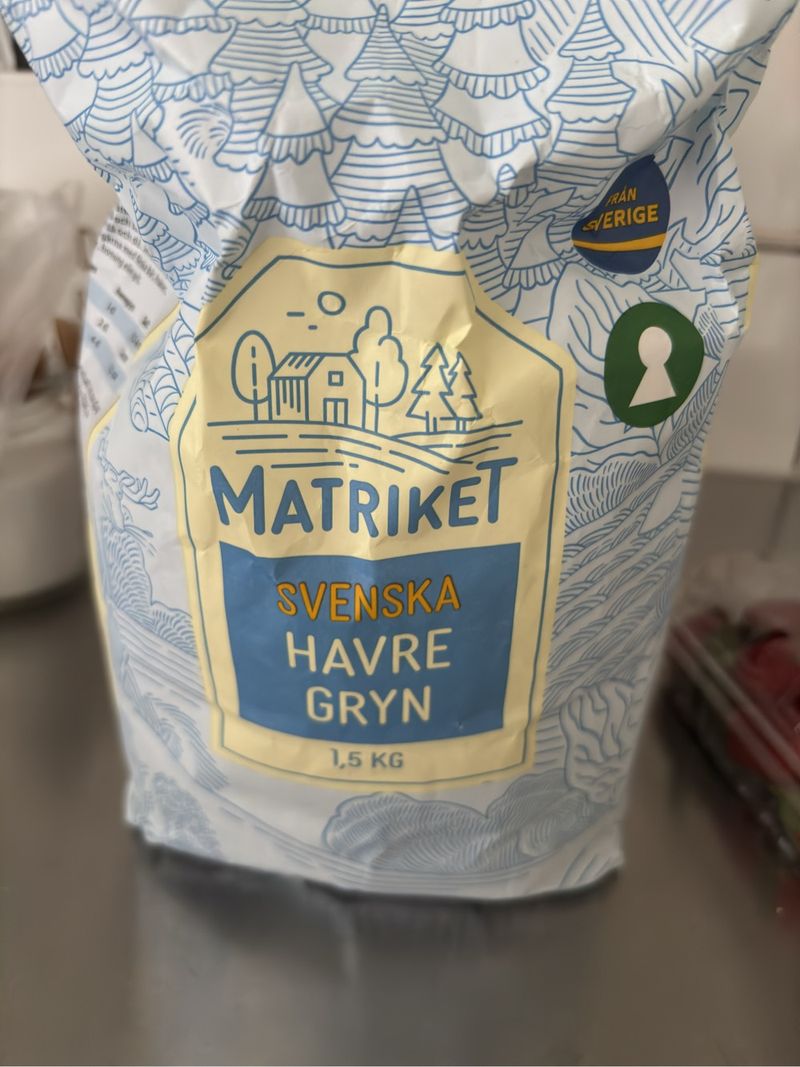 FRÅN
SVERIGE
MATRIKET
SVENSKA
HAVRE
GRYN
1,5 KG